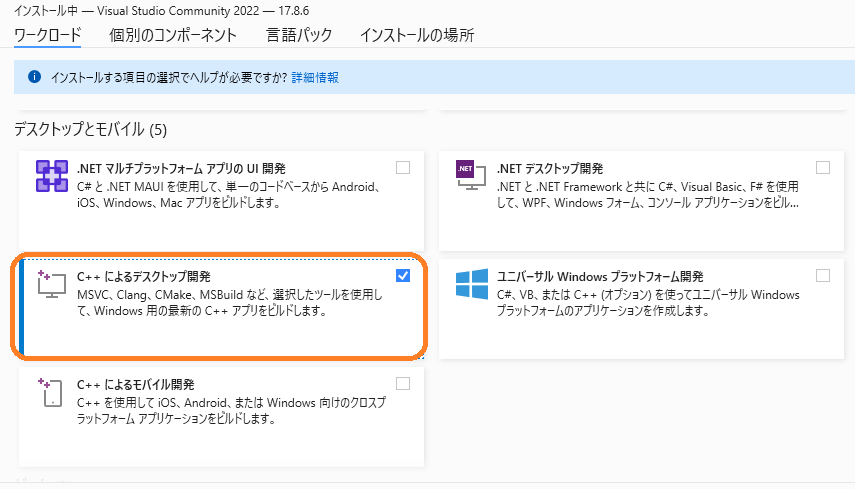 インストール中 — Visual Studio Community 2022 — 17.8.6
ワークロード 個別のコンポーネント 言語パック インストールの場所
インストールする項目の選択でヘルプが必要ですか? 詳細情報
デスクトップとモバイル (5)
.NET マルチプラットフォーム アプリの UI 開発
C# と .NET MAUI を使用して、単一のコードベースから Android、
iOS、Windows、Mac アプリをビルドします。
.NET
.NET デスクトップ開発
.NET と .NET Framework と共に C#、Visual Basic、F# を使用
して、WPF、Windows フォーム、コンソール アプリケーションをビル...
C++ によるデスクトップ開発
MSVC、Clang、CMake、MSBuild など、選択したツールを使用し
て、Windows 用の最新の C++ アプリをビルドします。
ユニバーサル Windows プラットフォーム開発
C#、VB、または C++ (オプション) を使ってユニバーサル Windows
プラットフォームのアプリケーションを作成します。
C++ によるモバイル開発
C++ を使用して iOS、Android、または Windows 向けのクロスプ
ラットフォーム アプリケーションをビルドします。